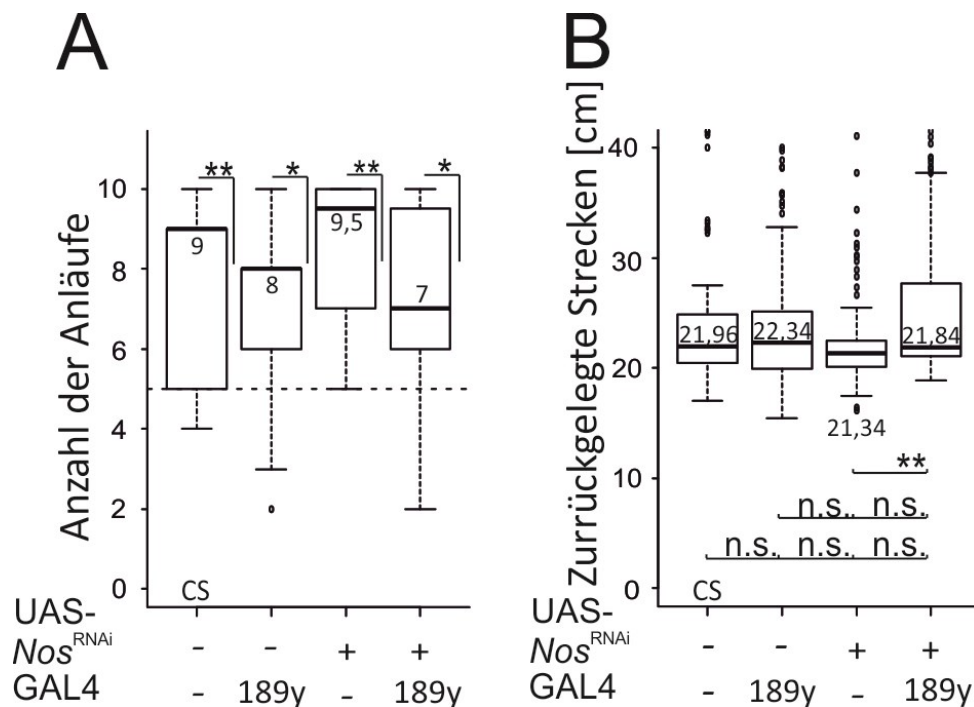 A
Anzahl der Anläufe
10
8
6
4
2
0
** * ** *
9
8
9,5
7
CS
UAS-
NosRNAi - - + +
GAL4 - 189y - 189y
B
Zurrückgelegte Strecken [cm]
40
30
20
10
0
21,96
22,34
21,34
21,84
**
n.s. n.s.
n.s. n.s. n.s.
CS
UAS-
NosRNAi - - + +
GAL4 - 189y - 189y